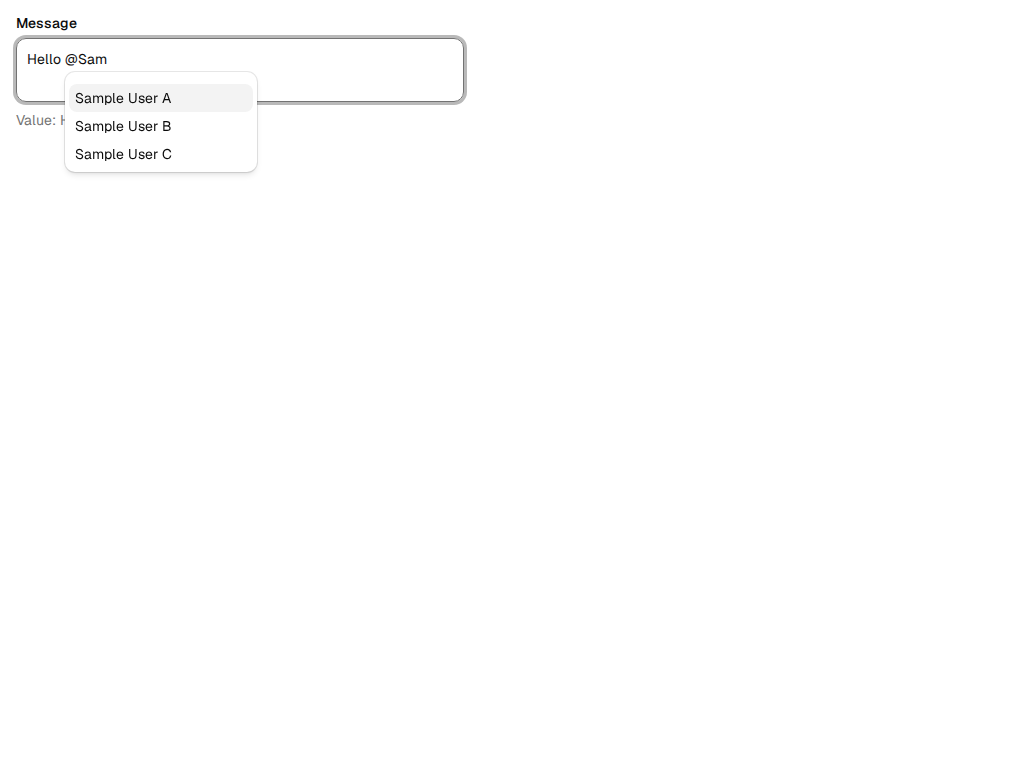 Message
Hello @Sam
Sample User A
Value:
Sample User B
Sample User C